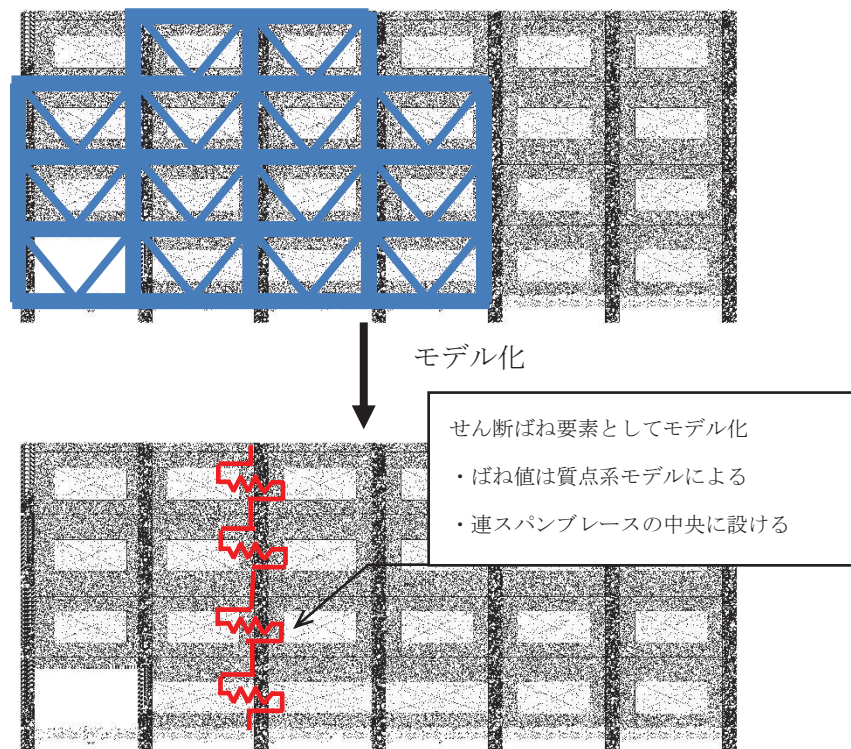 モデル化
せん断ばね要素としてモデル化
・ばね値は質点系モデルによる
・連スパンブレースの中央に設ける